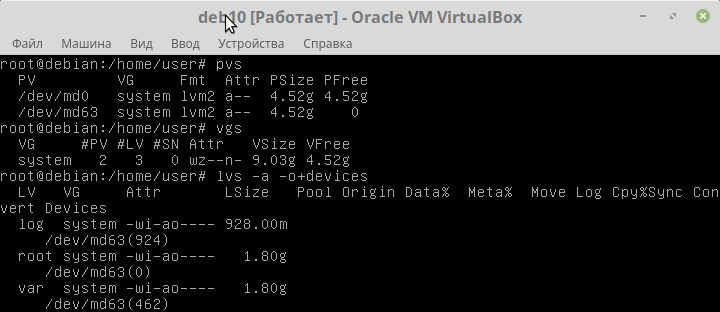 deb10 [Работает] - Oracle VM VirtualBox
Файл Машина Вид Ввод Устройства Справка
root@debian:/home/user# pvs
  PV         VG     Fmt  Attr PSize PFree
  /dev/md0   system lvm2 a--  4.52g 4.52g
  /dev/md63  system lvm2 a--  4.52g    0
root@debian:/home/user# vgs
  VG     #PV #LV #SN Attr   VSize VFree
  system   2   3   0 wz--n- 9.03g 4.52g
root@debian:/home/user# lvs -a -o+devices
  LV   VG     Attr       LSize   Pool Origin Data%  Meta%  Move Log Cpy%Sync Con
vert Devices
  log  system -wi-ao---- 928.00m
     /dev/md63(924)
  root system -wi-ao----   1.80g
     /dev/md63(0)
  var  system -wi-ao----   1.80g
     /dev/md63(462)